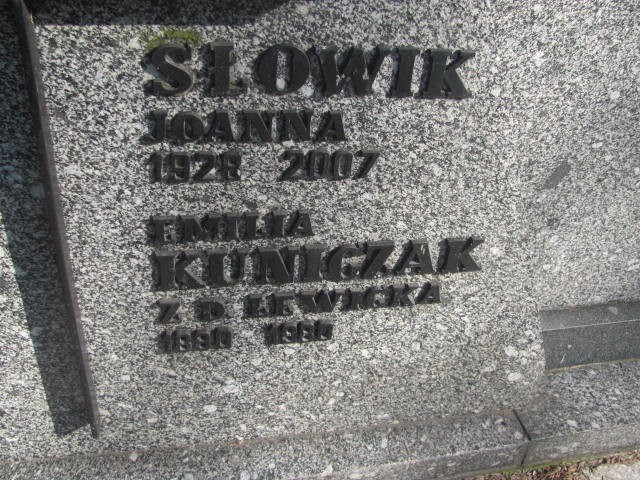 SŁOWIK
JOANNA
1928 2007
EMILIA
KUNICZAK
Z D. LEWICKA